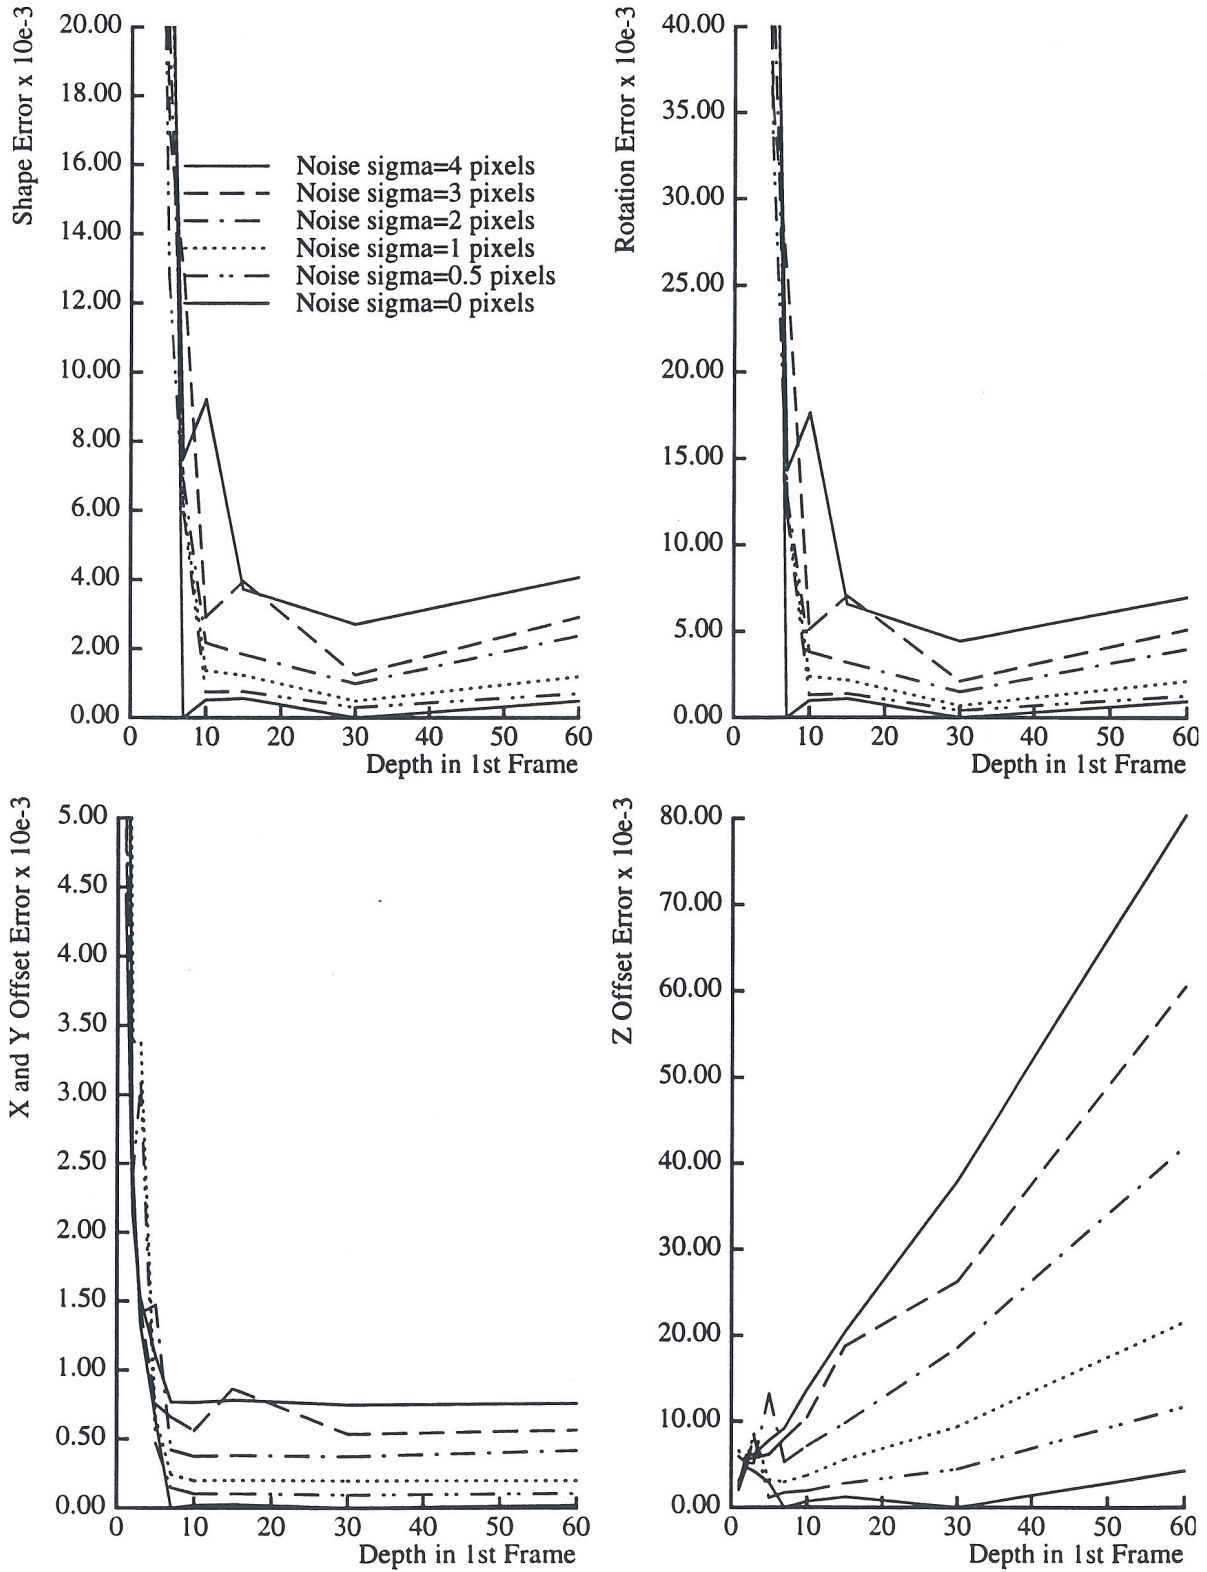 Shape Error x 10e-3
20.00
18.00
16.00
14.00
12.00
10.00
8.00
6.00
4.00
2.00
0.00
Noise sigma=4 pixels
Noise sigma=3 pixels
Noise sigma=2 pixels
Noise sigma=1 pixels
Noise sigma=0.5 pixels
Noise sigma=0 pixels
0 10 20 30 40 50 60
Depth in 1st Frame
Rotation Error x 10e-3
40.00
35.00
30.00
25.00
20.00
15.00
10.00
5.00
0.00
0 10 20 30 40 50 60
Depth in 1st Frame
X and Y Offset Error x 10e-3
5.00
4.50
4.00
3.50
3.00
2.50
2.00
1.50
1.00
0.50
0.00
0 10 20 30 40 50 60
Depth in 1st Frame
Z Offset Error x 10e-3
80.00
70.00
60.00
50.00
40.00
30.00
20.00
10.00
0.00
0 10 20 30 40 50 60
Depth in 1st Frame